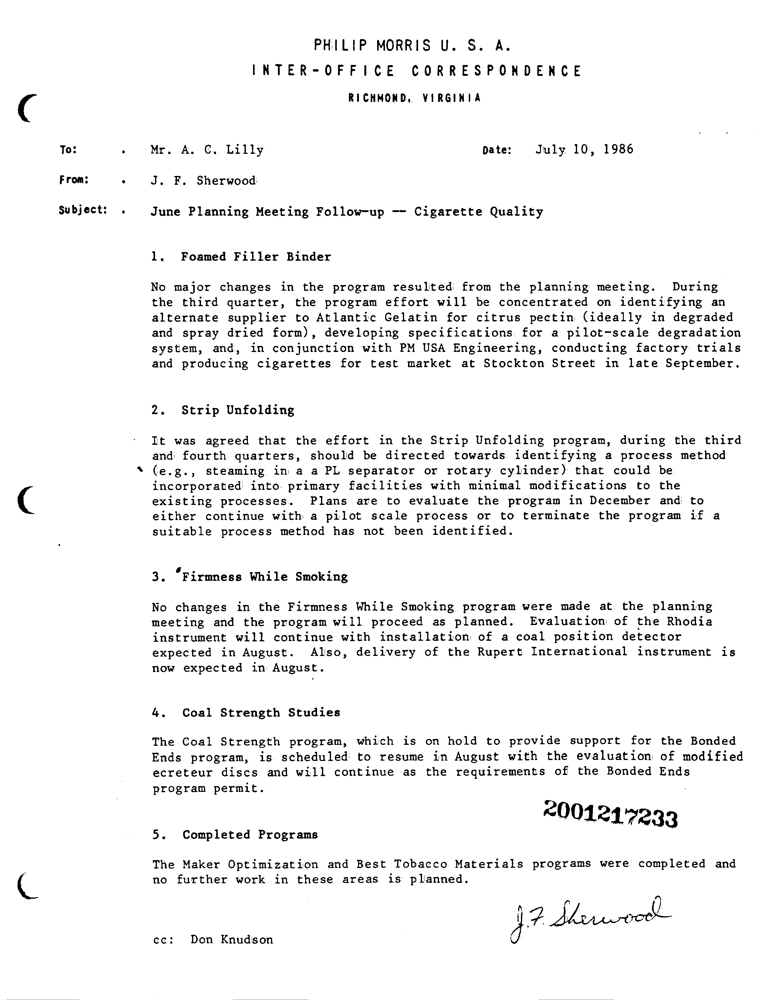 PHILIP MORRIS U. S. A.
INTER-OFFICE CORRESPONDENCE
RICHMOND, VIRGINIA
To: . Mr. A. C. Lilly Date: July 10, 1986
From: . J. F. Sherwood
Subject: . June Planning Meeting Follow-up -- Cigarette Quality
1. Foamed Filler Binder
No major changes in the program resulted from the planning meeting. During
the third quarter, the program effort will be concentrated on identifying an
alternate supplier to Atlantic Gelatin for citrus pectin (ideally in degraded
and spray dried form), developing specifications for a pilot-scale degradation
system, and, in conjunction with PM USA Engineering, conducting factory trials
and producing cigarettes for test market at Stockton Street in late September.
2. Strip Unfolding
It was agreed that the effort in the Strip Unfolding program, during the third
and fourth quarters, should be directed towards identifying a process method
(e.g., steaming in a a PL separator or rotary cylinder) that could be
incorporated into primary facilities with minimal modifications to the
existing processes. Plans are to evaluate the program in December and to
either continue with a pilot scale process or to terminate the program if a
suitable process method has not been identified.
3. Firmness While Smoking
No changes in the Firmness While Smoking program were made at the planning
meeting and the program will proceed as planned. Evaluation of the Rhodia
instrument will continue with installation of a coal position detector
expected in August. Also, delivery of the Rupert International instrument is
now expected in August.
4. Coal Strength Studies
The Coal Strength program, which is on hold to provide support for the Bonded
Ends program, is scheduled to resume in August with the evaluation of modified
ecreteur discs and will continue as the requirements of the Bonded Ends
program permit.
2001217233
5. Completed Programs
The Maker Optimization and Best Tobacco Materials programs were completed and
no further work in these areas is planned.
J.F. Sherwood
cc: Don Knudson